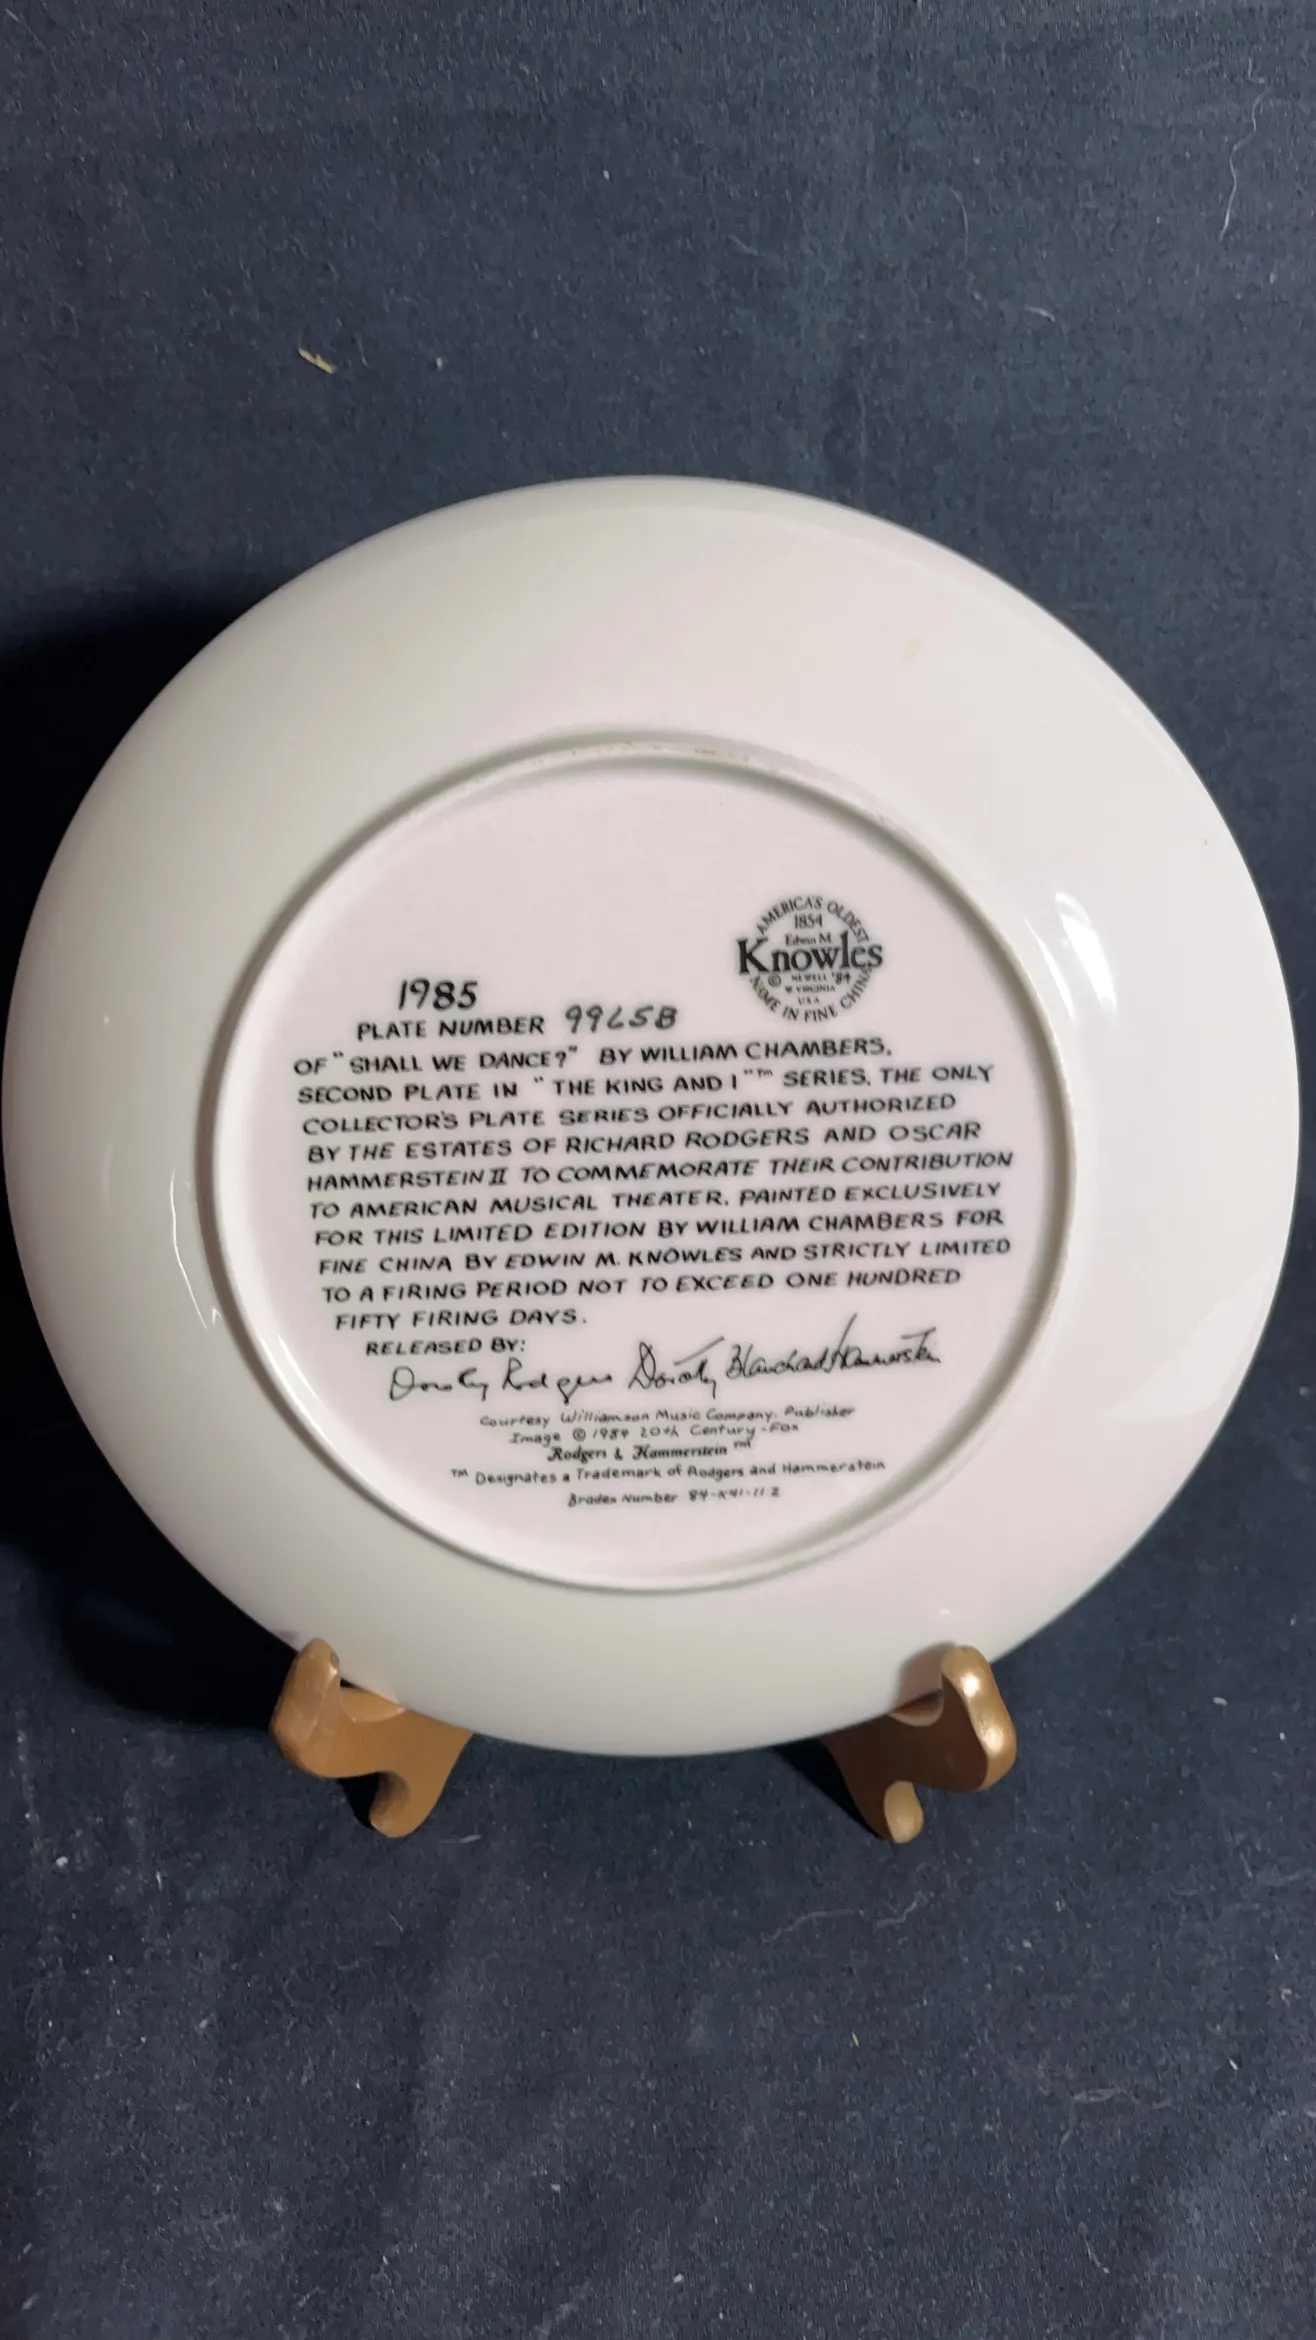 AMERICA'S OLDEST
1854
Edwin M.
Knowles
© NEWELL '84
W. VIRGINIA
U.S.A
NAME IN FINE CHINA
1985
PLATE NUMBER 9965B
OF "SHALL WE DANCE?" BY WILLIAM CHAMBERS,
SECOND PLATE IN "THE KING AND I"™ SERIES, THE ONLY
COLLECTOR'S PLATE SERIES OFFICIALLY AUTHORIZED
BY THE ESTATES OF RICHARD RODGERS AND OSCAR
HAMMERSTEIN II TO COMMEMORATE THEIR CONTRIBUTION
TO AMERICAN MUSICAL THEATER. PAINTED EXCLUSIVELY
FOR THIS LIMITED EDITION BY WILLIAM CHAMBERS FOR
FINE CHINA BY EDWIN M. KNOWLES AND STRICTLY LIMITED
TO A FIRING PERIOD NOT TO EXCEED ONE HUNDRED
FIFTY FIRING DAYS.
RELEASED BY:
Dorothy Rodgers Dorothy Blanchard Hammerstein
Courtesy Williamson Music Company, Publisher
Image © 1984 20th Century-Fox
Rodgers & Hammerstein ™
™ Designates a Trademark of Rodgers and Hammerstein
Bradex Number 84-K41-11.2